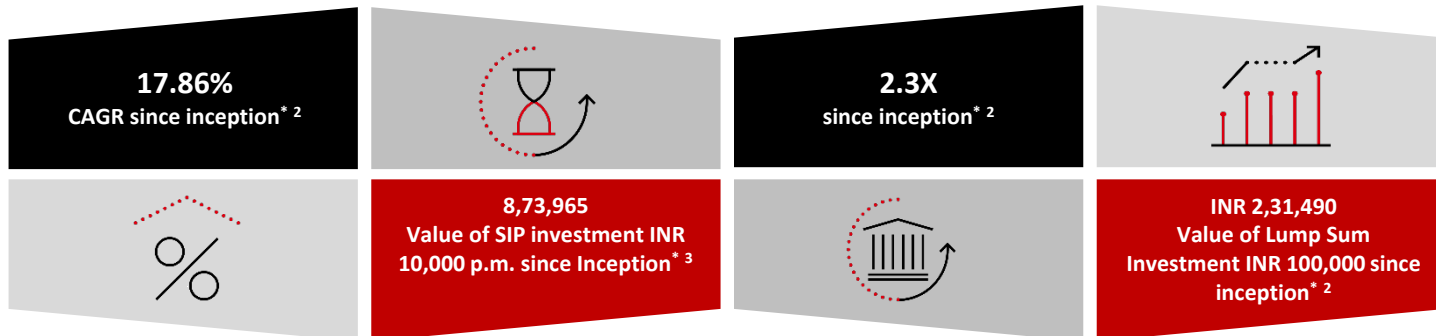 17.86%
CAGR since inception* 2
2.3X
since inception* 2
8,73,965
Value of SIP investment INR
10,000 p.m. since Inception* 3
INR 2,31,490
Value of Lump Sum
Investment INR 100,000 since
inception* 2